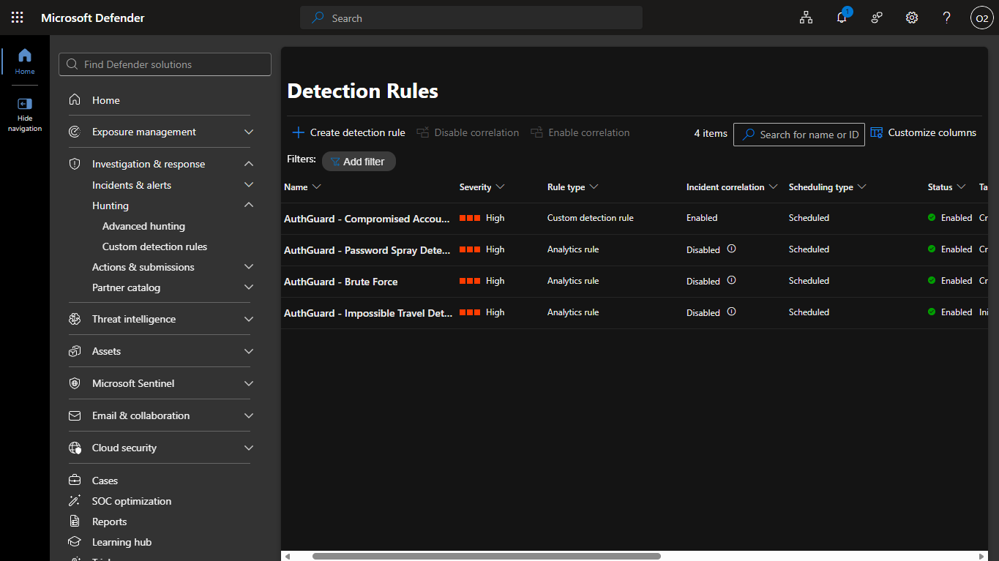 Microsoft Defender
Search
1
O2
Home
Hide
navigation
Find Defender solutions
Home
Exposure management
Investigation & response
Incidents & alerts
Hunting
Advanced hunting
Custom detection rules
Actions & submissions
Partner catalog
Threat intelligence
Assets
Microsoft Sentinel
Email & collaboration
Cloud security
Cases
SOC optimization
Reports
Learning hub
Detection Rules
Create detection rule Disable correlation Enable correlation 4 items Search for name or ID Customize columns
Filters: Add filter
Name Severity Rule type Incident correlation Scheduling type Status Ta
AuthGuard - Compromised Accou... High Custom detection rule Enabled Scheduled Enabled Cr
AuthGuard - Password Spray Dete... High Analytics rule Disabled Scheduled Enabled Cr
AuthGuard - Brute Force High Analytics rule Disabled Scheduled Enabled Cr
AuthGuard - Impossible Travel Det... High Analytics rule Disabled Scheduled Enabled Ini